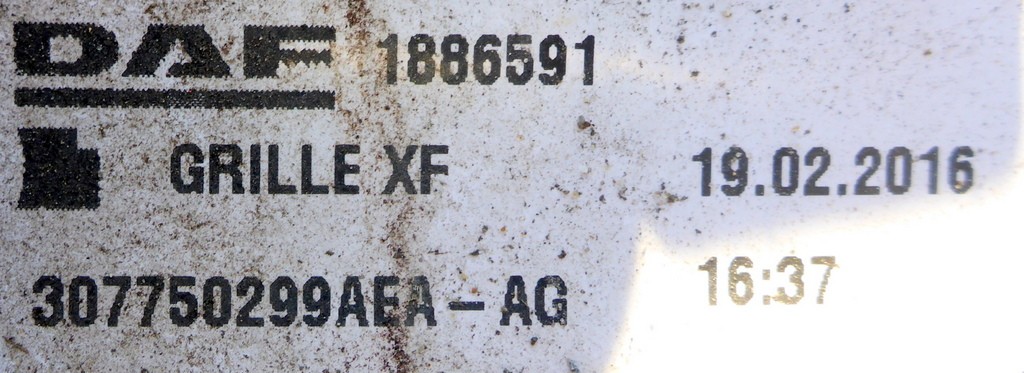 DAF 1886591
GRILLE XF 19.02.2016
307750299AEA-AG 16:37